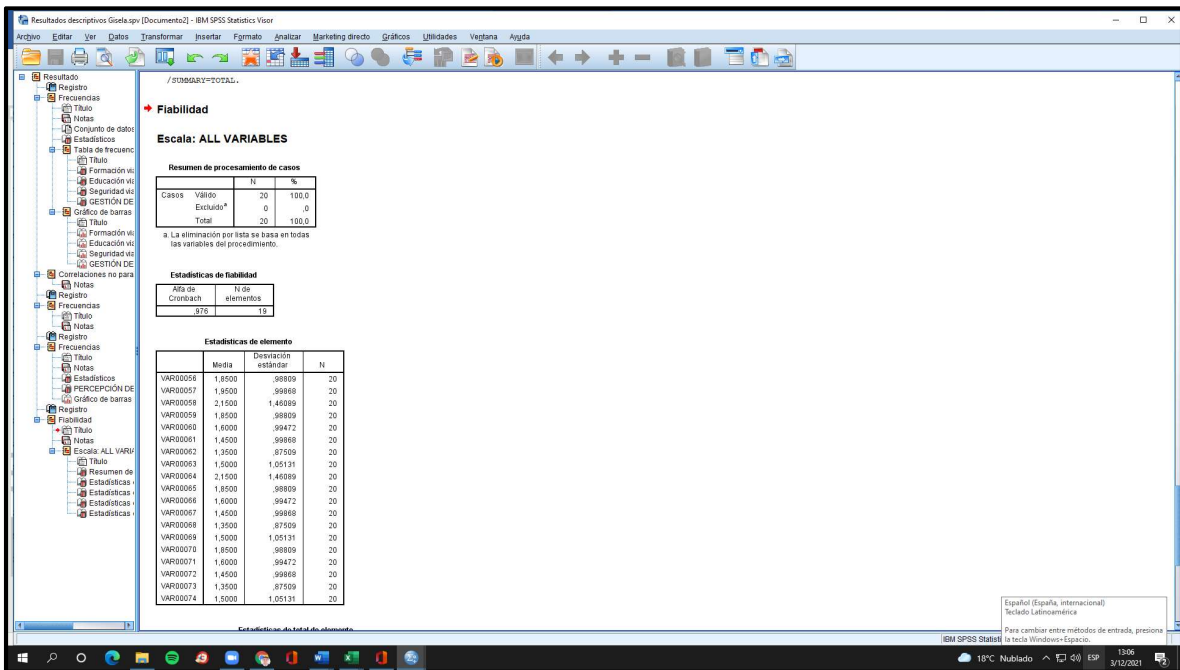 Resultados descriptivos Gisela.spv [Documento2] - IBM SPSS Statistics Visor
Archivo Editar Ver Datos Transformar Insertar Formato Analizar Marketing directo Gráficos Utilidades Ventana Ayuda
Resultado
Registro
Frecuencias
Título
Notas
Conjunto de datos
Estadísticos
Tabla de frecuenc
Título
Formación via
Educación via
Seguridad via
GESTIÓN DE
Gráfico de barras
Título
Formación via
Educación via
Seguridad via
GESTIÓN DE
Correlaciones no para
Notas
Registro
Frecuencias
Título
Notas
Registro
Frecuencias
Título
Notas
Estadísticos
PERCEPCIÓN DE
Gráfico de barras
Registro
Fiabilidad
Título
Notas
Escala: ALL VARIA
Título
Resumen de
Estadísticas
Estadísticas
Estadísticas
Estadísticas
/SUMMARY=TOTAL.
Fiabilidad
Escala: ALL VARIABLES
Resumen de procesamiento de casos
N %
Casos Válido 20 100,0
Excluido a 0 ,0
Total 20 100,0
a. La eliminación por lista se basa en todas
las variables del procedimiento.
Estadísticas de fiabilidad
Alfa de Cronbach N de elementos
,976 19
Estadísticas de elemento
Media Desviación estándar N
VAR00056 1,8500 ,98809 20
VAR00057 1,9500 ,99868 20
VAR00058 2,1500 1,46089 20
VAR00059 1,8500 ,98809 20
VAR00060 1,6000 ,99472 20
VAR00061 1,4500 ,99868 20
VAR00062 1,3500 ,87509 20
VAR00063 1,5000 1,05131 20
VAR00064 2,1500 1,46089 20
VAR00065 1,8500 ,98809 20
VAR00066 1,6000 ,99472 20
VAR00067 1,4500 ,99868 20
VAR00068 1,3500 ,87509 20
VAR00069 1,5000 1,05131 20
VAR00070 1,8500 ,98809 20
VAR00071 1,6000 ,99472 20
VAR00072 1,4500 ,99868 20
VAR00073 1,3500 ,87509 20
VAR00074 1,5000 1,05131 20
Estadísticas de total de elemento
IBM SPSS Statisti
Español (España, internacional)
Teclado Latinoamérica
Para cambiar entre métodos de entrada, presiona
la tecla Windows+Espacio.
18°C Nublado ESP 13:06
3/12/2021